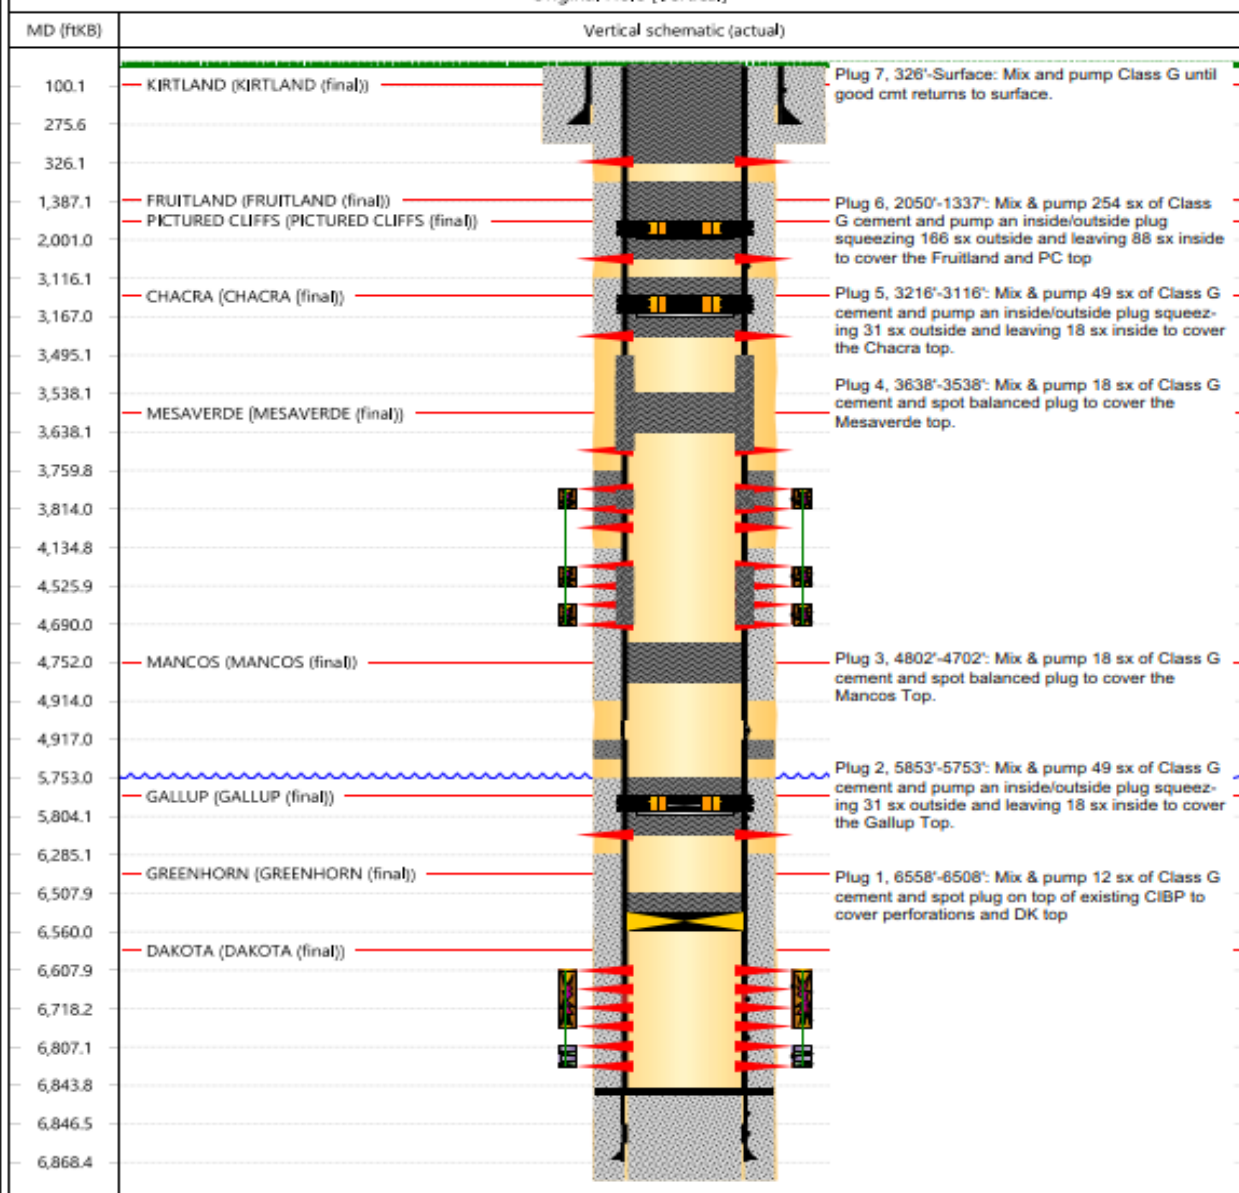 MD (ftKB)
Vertical schematic (actual)
100.1
KIRTLAND (KIRTLAND (final))
Plug 7, 326'-Surface: Mix and pump Class G until
good cmt returns to surface.
275.6
326.1
1,387.1
FRUITLAND (FRUITLAND (final))
PICTURED CLIFFS (PICTURED CLIFFS (final))
Plug 6, 2050'-1337': Mix & pump 254 sx of Class
G cement and pump an inside/outside plug
squeezing 166 sx outside and leaving 88 sx inside
to cover the Fruitland and PC top
2,001.0
3,116.1
CHACRA (CHACRA (final))
Plug 5, 3216'-3116': Mix & pump 49 sx of Class G
cement and pump an inside/outside plug squeez-
ing 31 sx outside and leaving 18 sx inside to cover
the Chacra top.
3,167.0
3,495.1
3,538.1
Plug 4, 3638'-3538': Mix & pump 18 sx of Class G
cement and spot balanced plug to cover the
Mesaverde top.
MESAVERDE (MESAVERDE (final))
3,638.1
3,759.8
3,814.0
4,134.8
4,525.9
4,690.0
4,752.0
MANCOS (MANCOS (final))
Plug 3, 4802'-4702': Mix & pump 18 sx of Class G
cement and spot balanced plug to cover the
Mancos Top.
4,914.0
4,917.0
5,753.0
Plug 2, 5853'-5753': Mix & pump 49 sx of Class G
cement and pump an inside/outside plug squeez-
ing 31 sx outside and leaving 18 sx inside to cover
the Gallup Top.
GALLUP (GALLUP (final))
5,804.1
6,285.1
GREENHORN (GREENHORN (final))
Plug 1, 6558'-6508': Mix & pump 12 sx of Class G
cement and spot plug on top of existing CIBP to
cover perforations and DK top
6,507.9
6,560.0
DAKOTA (DAKOTA (final))
6,607.9
6,718.2
6,807.1
6,843.8
6,846.5
6,868.4